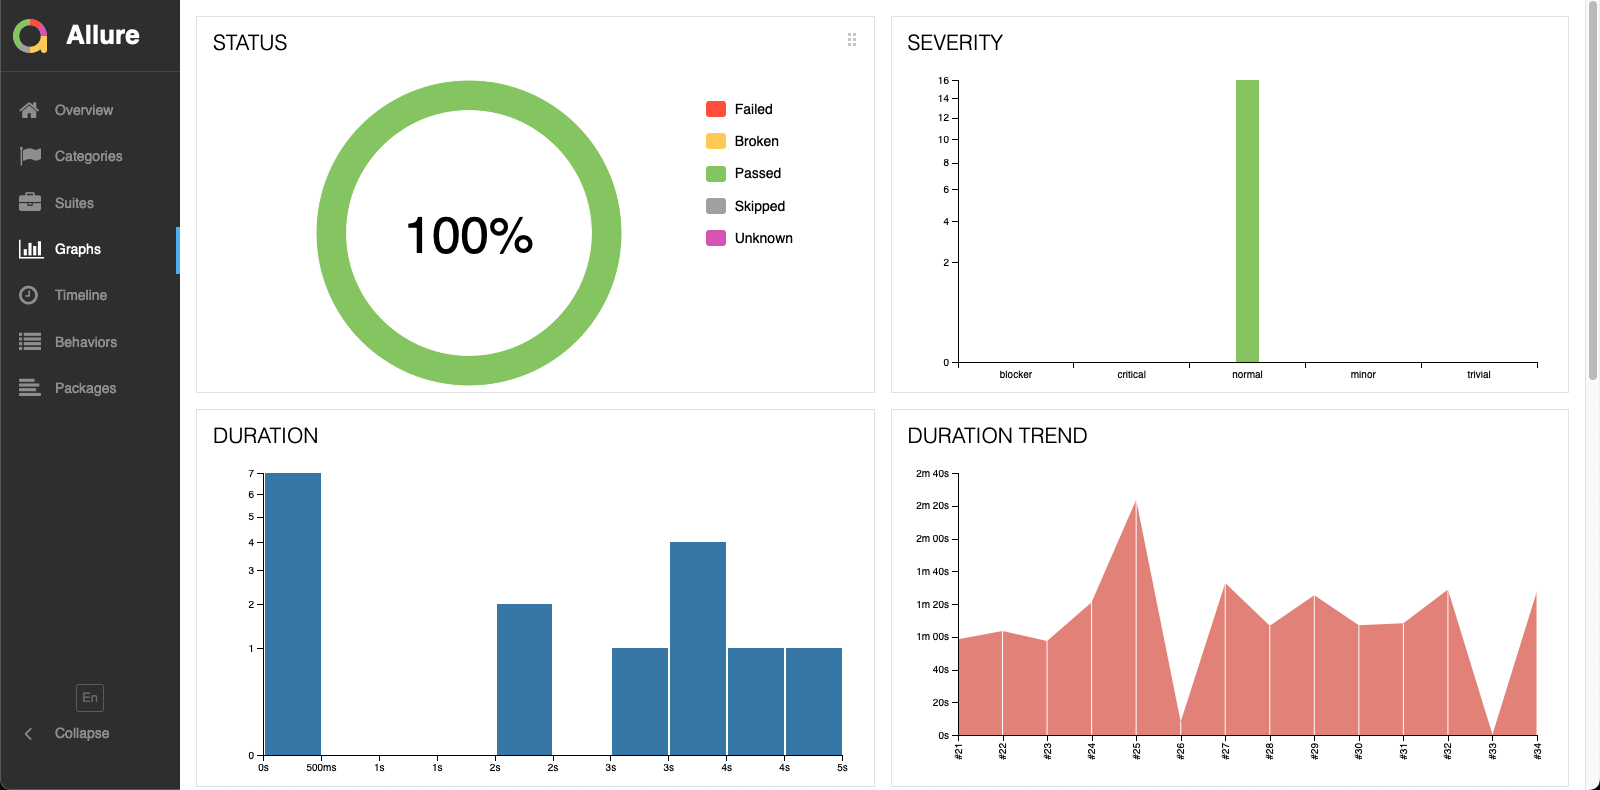 Allure
Overview
Categories
Suites
Graphs
Timeline
Behaviors
Packages
En
Collapse
STATUS
100%
Failed
Broken
Passed
Skipped
Unknown
SEVERITY
16
14
12
10
8
6
4
2
0
blocker critical normal minor trivial
DURATION
7
6
5
4
3
2
1
0
0s 500ms 1s 1s 2s 2s 3s 3s 4s 4s 5s
DURATION TREND
2m 40s
2m 20s
2m 00s
1m 40s
1m 20s
1m 00s
40s
20s
0s
#21 #22 #23 #24 #25 #26 #27 #28 #29 #30 #31 #32 #33 #34